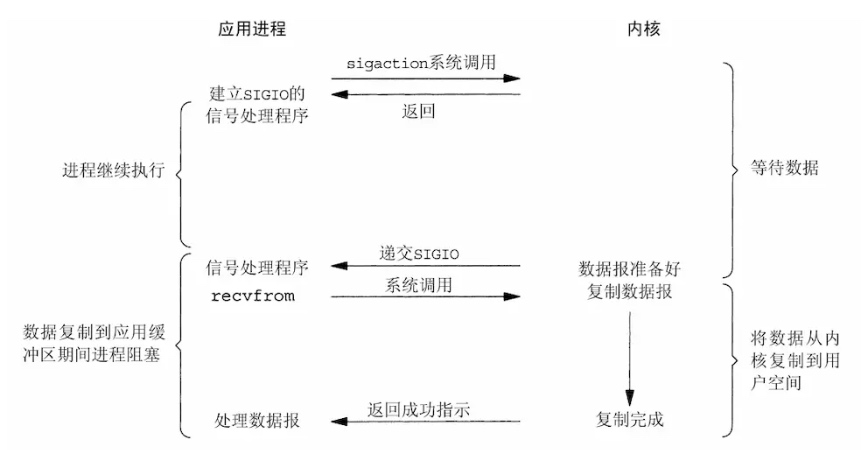 应用进程
内核
sigaction系统调用
建立SIGIO的
信号处理程序
返回
进程继续执行
等待数据
递交SIGIO
信号处理程序
数据报准备好
系统调用
recvfrom
复制数据报
数据复制到应用缓
冲区期间进程阻塞
将数据从内
核复制到用
户空间
返回成功指示
处理数据报
复制完成